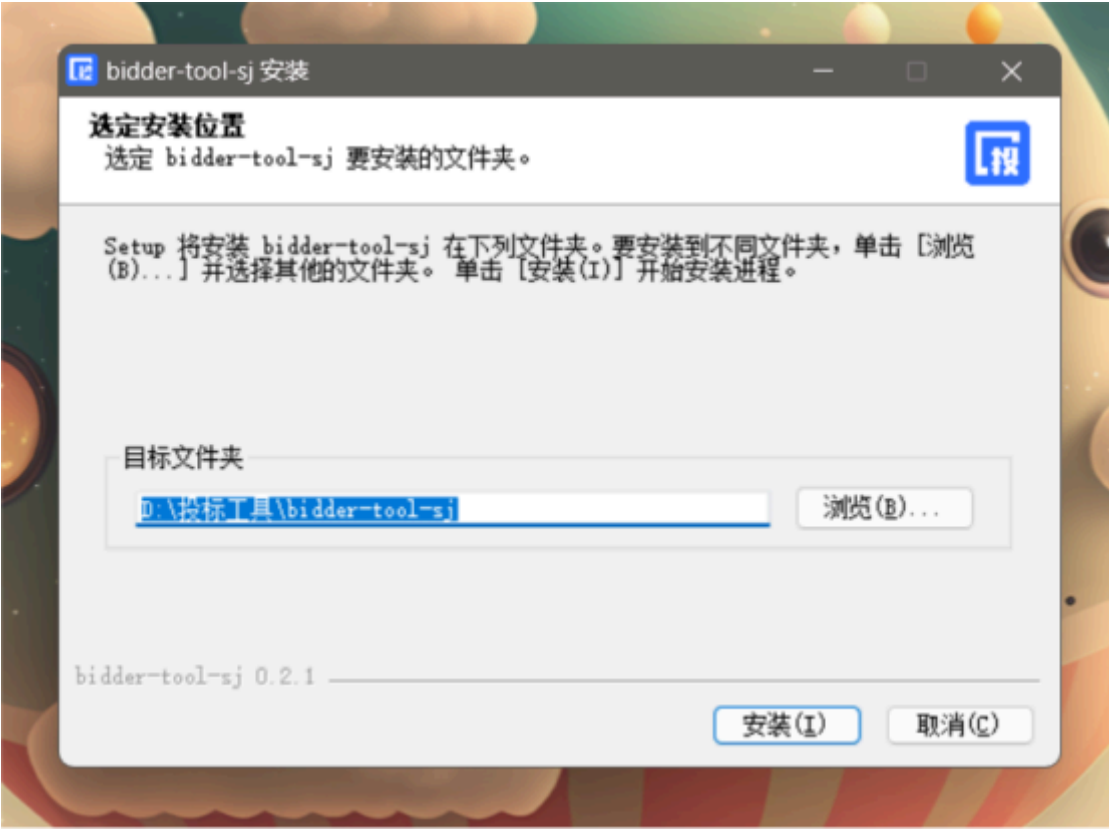 bidder-tool-sj 安装
选定安装位置
选定 bidder-tool-sj 要安装的文件夹。
投
Setup 将安装 bidder-tool-sj 在下列文件夹。要安装到不同文件夹，单击 [浏览
(B)...] 并选择其他的文件夹。 单击 [安装(I)] 开始安装进程。
目标文件夹
D:\投标工具\bidder-tool-sj
浏览(B)...
bidder-tool-sj 0.2.1
安装(I)
取消(C)